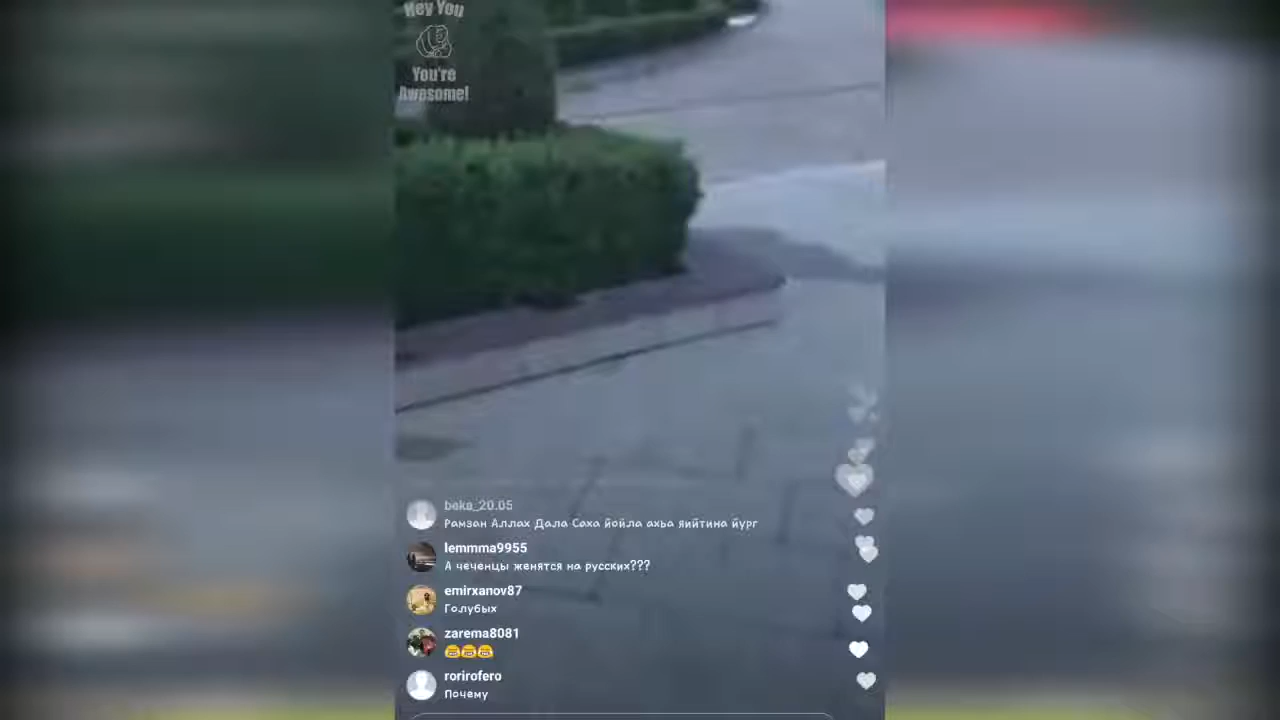 Hey You
You're
Awesome!
beka_20.05
Рамзан Аллах Дала Саха йойла ахьа яийтина йург
lemmma9955
А чеченцы женятся на русских???
emirxanov87
Голубых
zarema8081
😂😂😂
rorirofero
Почему